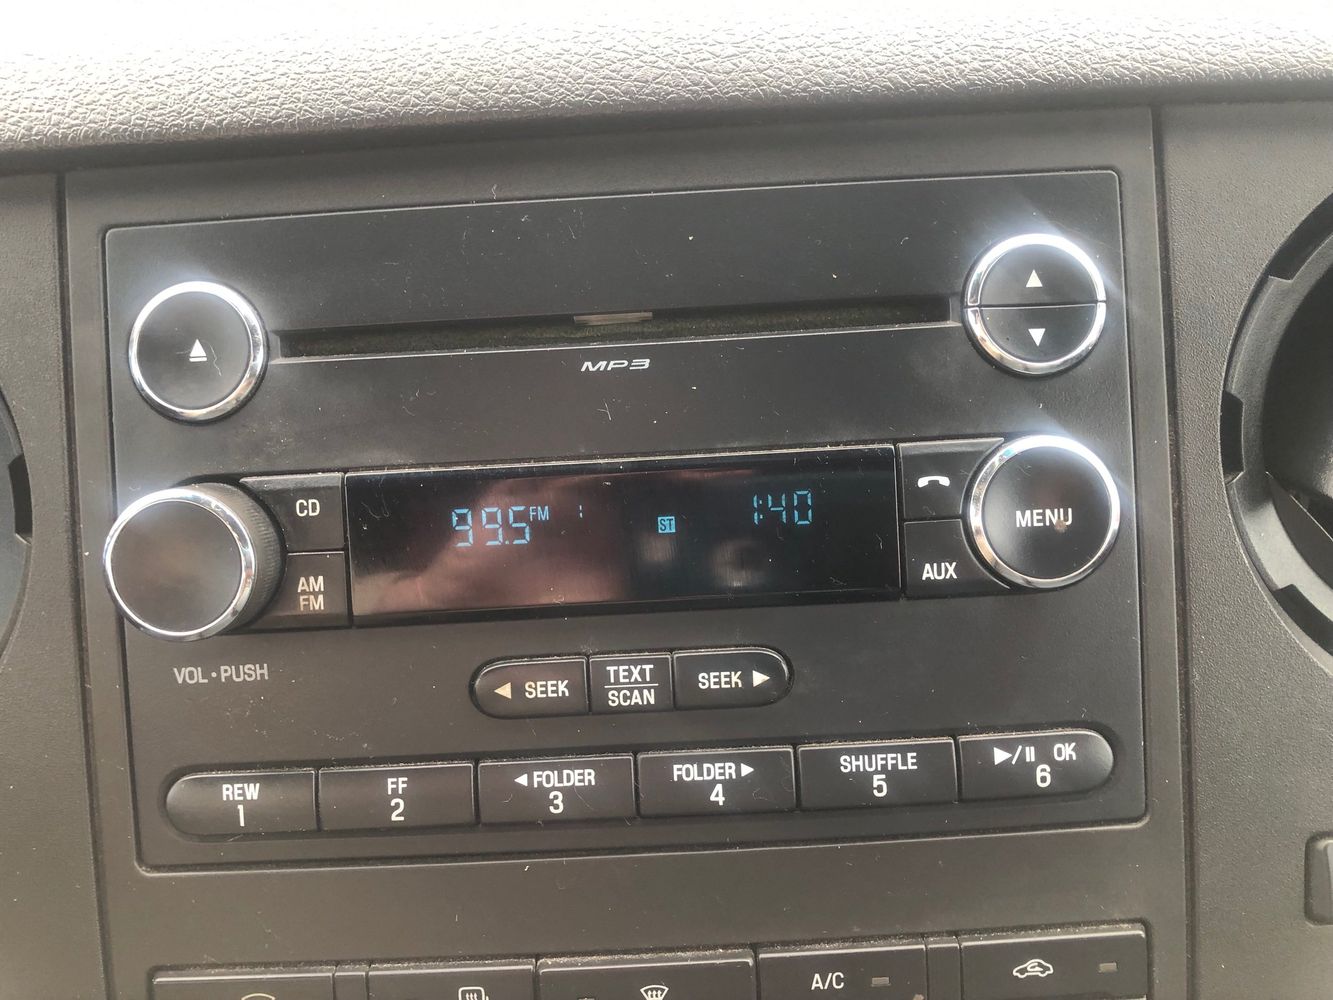 MP3
CD
AM
FM
99.5 FM 1
ST
1:40
MENU
AUX
VOL • PUSH
◄ SEEK
TEXT
SCAN
SEEK ►
REW
1
FF
2
◄ FOLDER
3
FOLDER ►
4
SHUFFLE
5
►/II OK
6
A/C